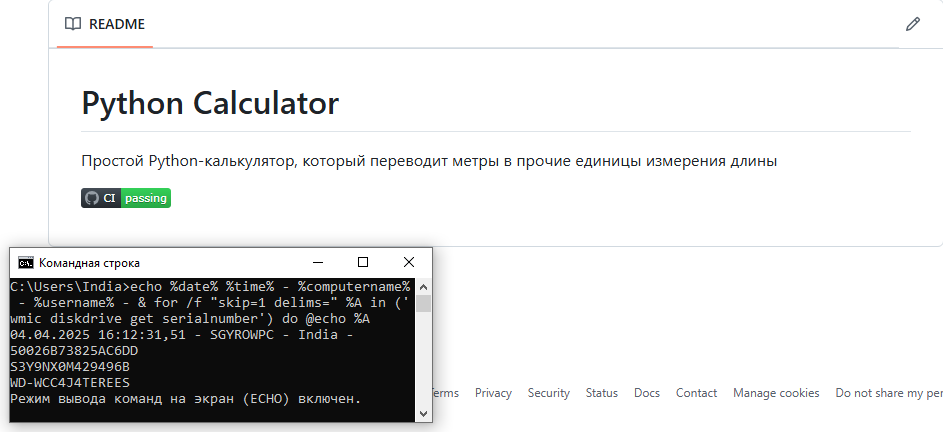 README
Python Calculator
Простой Python-калькулятор, который переводит метры в прочие единицы измерения длины
CI passing
Командная строка
C:\Users\India>echo %date% %time% - %computername%
- %username% - & for /f "skip=1 delims=" %A in ('
wmic diskdrive get serialnumber') do @echo %A
04.04.2025 16:12:31,51 - SGYROWPC - India -
50026B73825AC6DD
S3Y9NX0M429496B
WD-WCC4J4TEREES
Режим вывода команд на экран (ECHO) включен.
Terms Privacy Security Status Docs Contact Manage cookies Do not share my